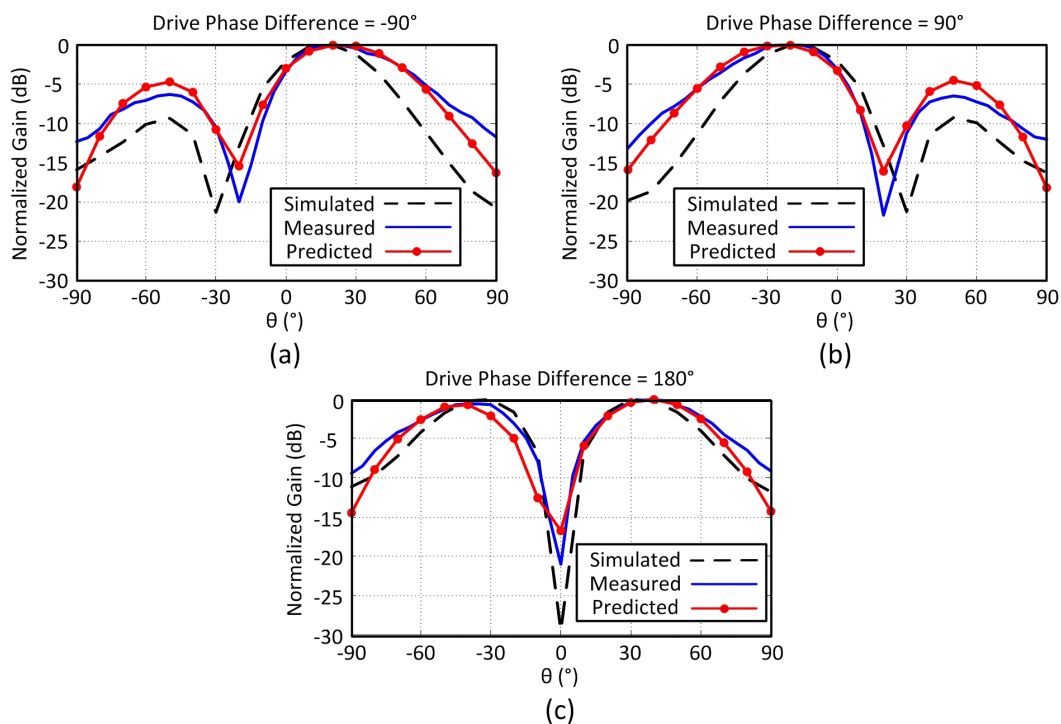 Drive Phase Difference = -90°
Normalized Gain (dB)
0
-5
-10
-15
-20
-25
-30
Simulated
Measured
Predicted
-90 -60 -30 0 30 60 90
θ (°)
(a)
Drive Phase Difference = 90°
Normalized Gain (dB)
0
-5
-10
-15
-20
-25
-30
Simulated
Measured
Predicted
-90 -60 -30 0 30 60 90
θ (°)
(b)
Drive Phase Difference = 180°
Normalized Gain (dB)
0
-5
-10
-15
-20
-25
-30
Simulated
Measured
Predicted
-90 -60 -30 0 30 60 90
θ (°)
(c)